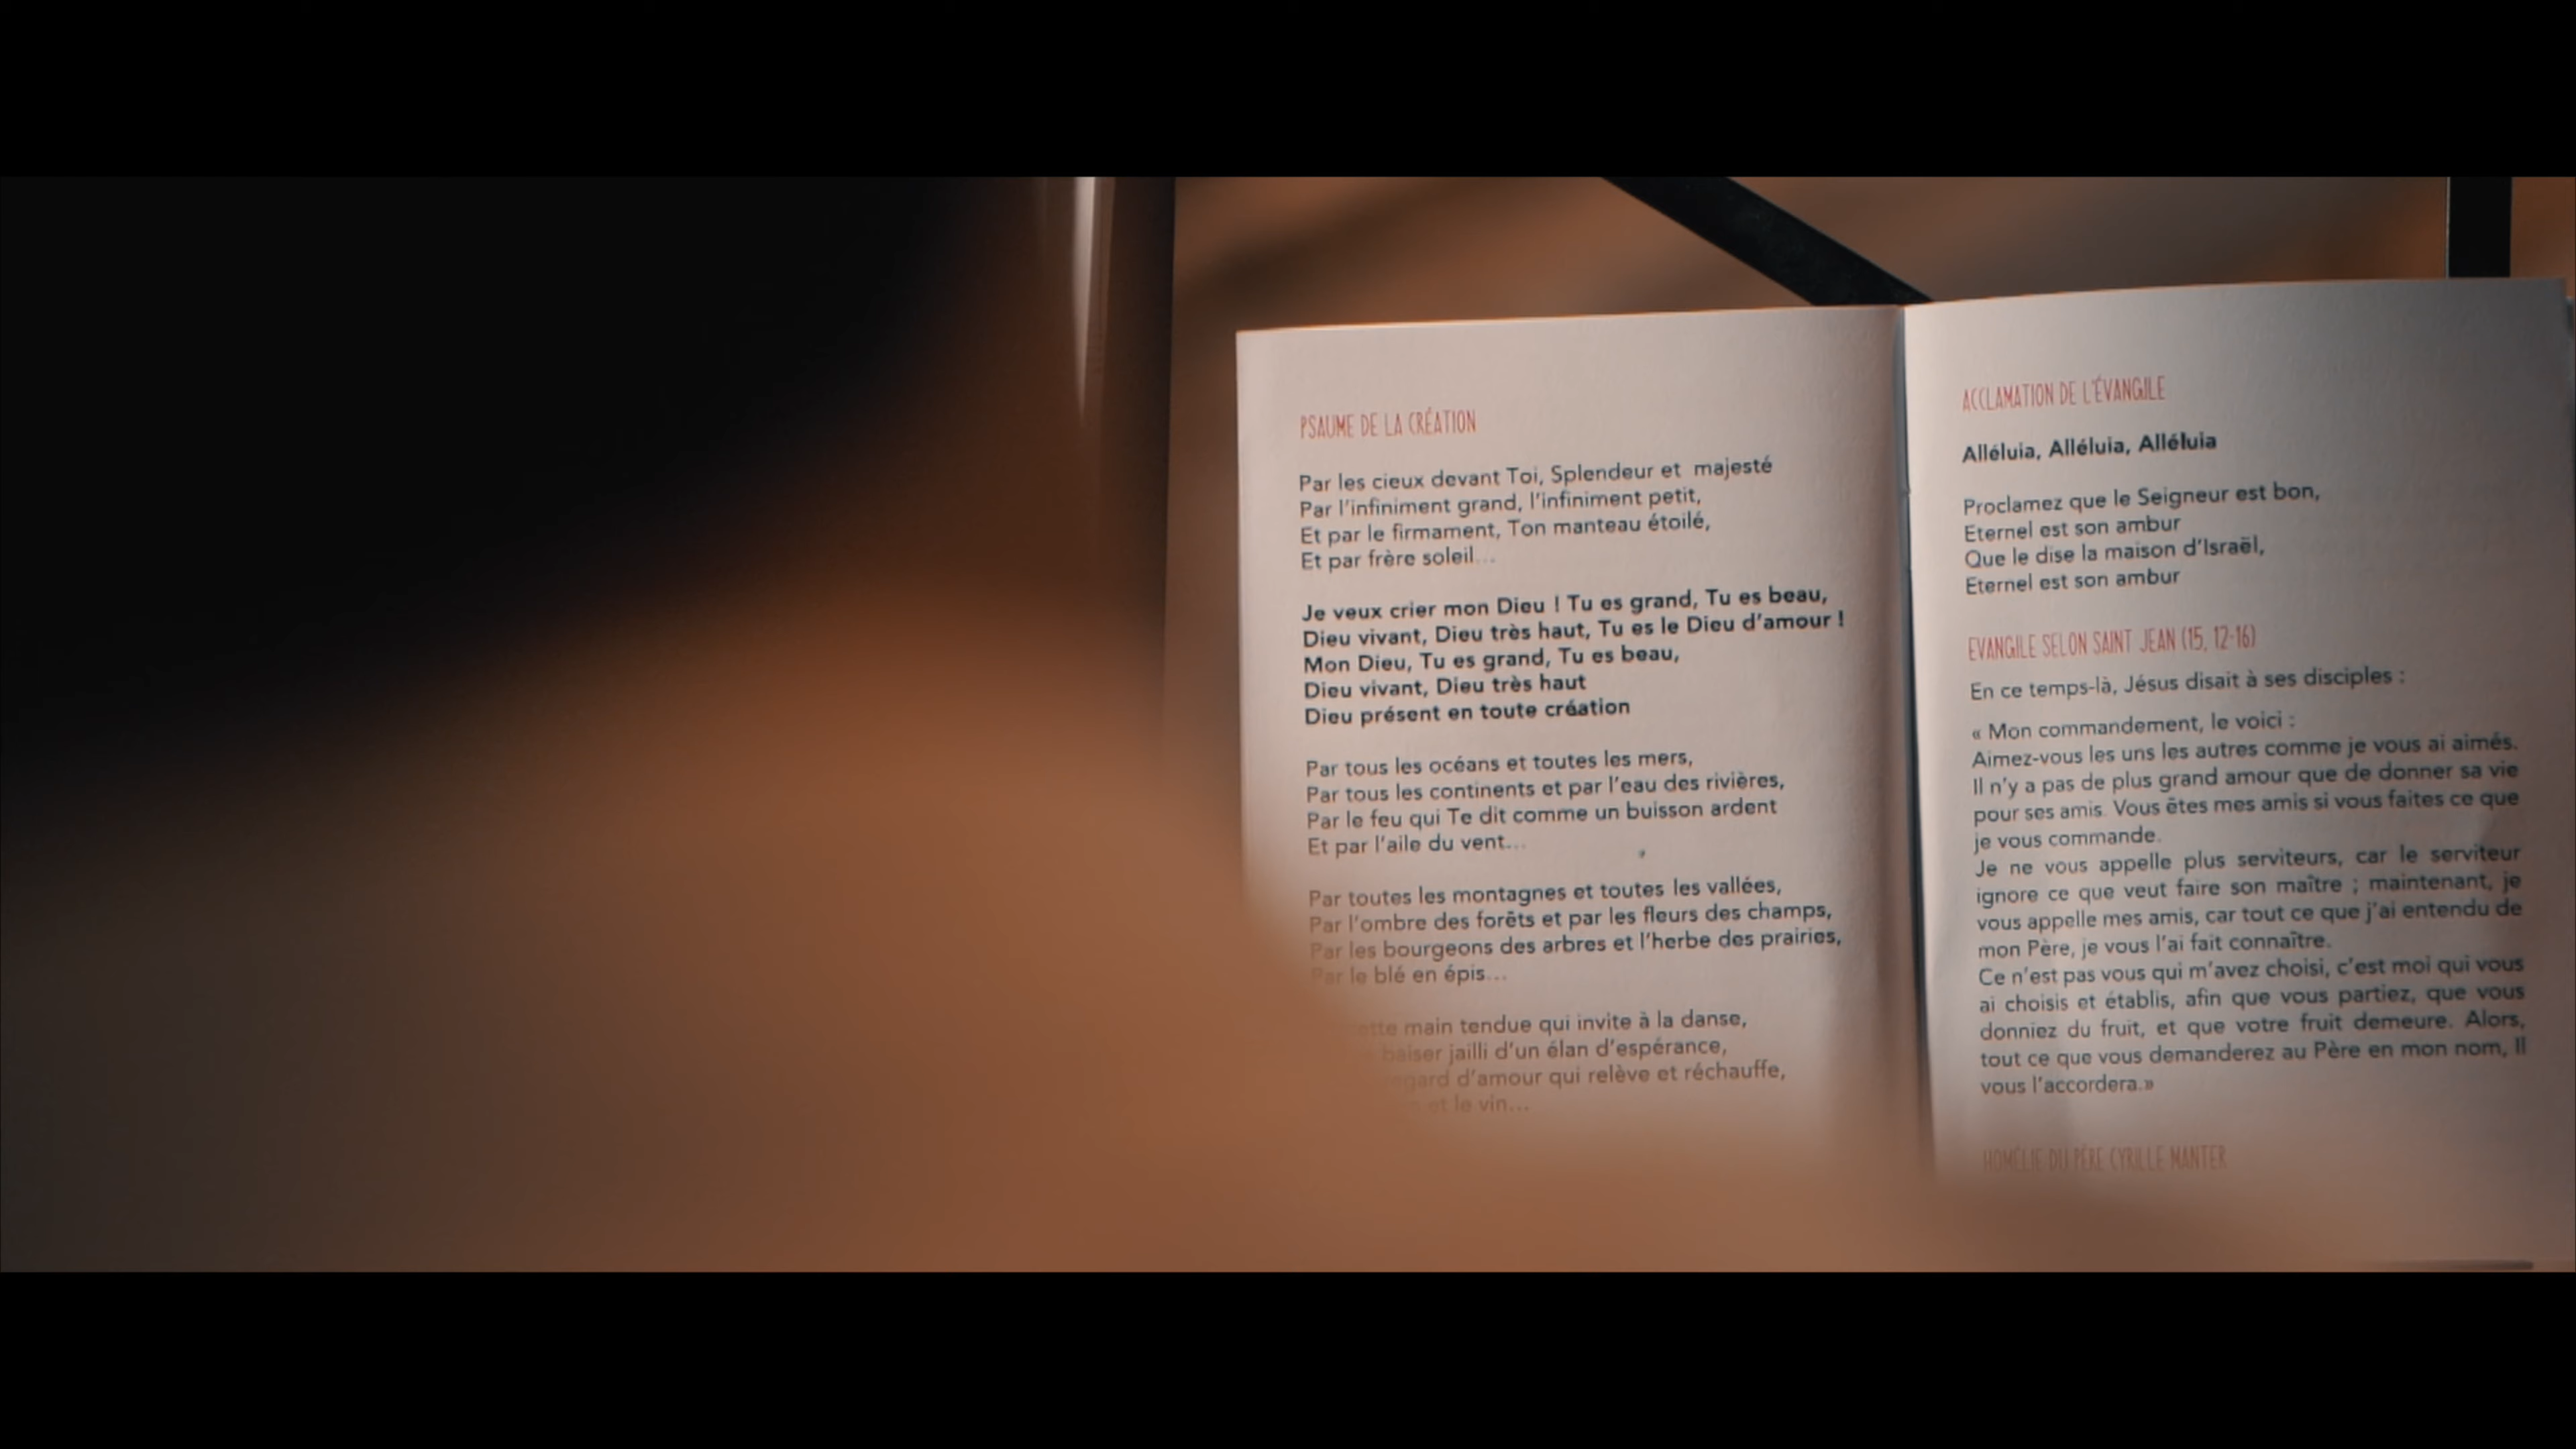 PSAUME DE LA CRÉATION
Par les cieux devant Toi, Splendeur et majesté
Par l'infiniment grand, l'infiniment petit,
Et par le firmament, Ton manteau étoilé,
Et par frère soleil...
Je veux crier mon Dieu ! Tu es grand, Tu es beau,
Dieu vivant, Dieu très haut, Tu es le Dieu d'amour !
Mon Dieu, Tu es grand, Tu es beau,
Dieu vivant, Dieu très haut
Dieu présent en toute création
Par tous les océans et toutes les mers,
Par tous les continents et par l'eau des rivières,
Par le feu qui Te dit comme un buisson ardent
Et par l'aile du vent...
Par toutes les montagnes et toutes les vallées,
Par l'ombre des forêts et par les fleurs des champs,
Par les bourgeons des arbres et l'herbe des prairies,
Par le blé en épis...
main tendue qui invite à la danse,
baiser jailli d'un élan d'espérance,
d'amour qui relève et réchauffe,
et le vin...
ACCLAMATION DE L'ÉVANGILE
Alléluia, Alléluia, Alléluia
Proclamez que le Seigneur est bon,
Eternel est son ambur
Que le dise la maison d'Israël,
Eternel est son ambur
EVANGILE SELON SAINT JEAN (15, 12-16)
En ce temps-là, Jésus disait à ses disciples :
« Mon commandement, le voici :
Aimez-vous les uns les autres comme je vous ai aimés.
Il n'y a pas de plus grand amour que de donner sa vie
pour ses amis. Vous êtes mes amis si vous faites ce que
je vous commande.
Je ne vous appelle plus serviteurs, car le serviteur
ignore ce que veut faire son maître ; maintenant, je
vous appelle mes amis, car tout ce que j'ai entendu de
mon Père, je vous l'ai fait connaître.
Ce n'est pas vous qui m'avez choisi, c'est moi qui vous
ai choisis et établis, afin que vous partiez, que vous
donniez du fruit, et que votre fruit demeure. Alors,
tout ce que vous demanderez au Père en mon nom, Il
vous l'accordera.»
HOMÉLIE DU PÈRE CYRILLE MANTER